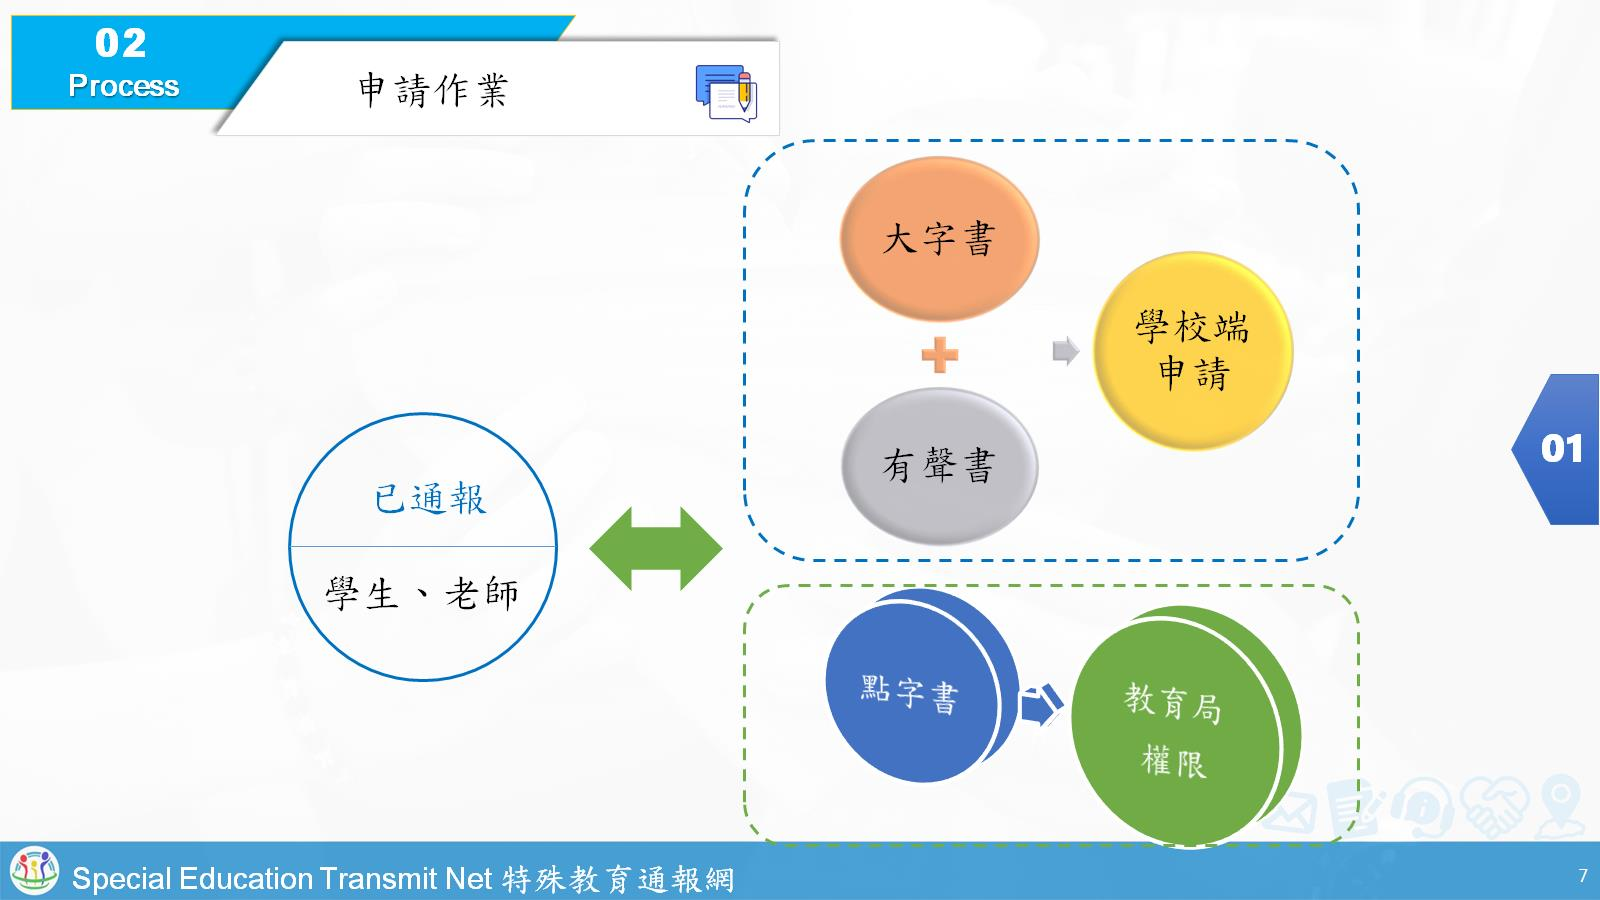 02
Process
申請作業
大字書
有聲書
學校端
申請
已通報
學生、老師
點字書
教育局
權限
01
Special Education Transmit Net 特殊教育通報網
7